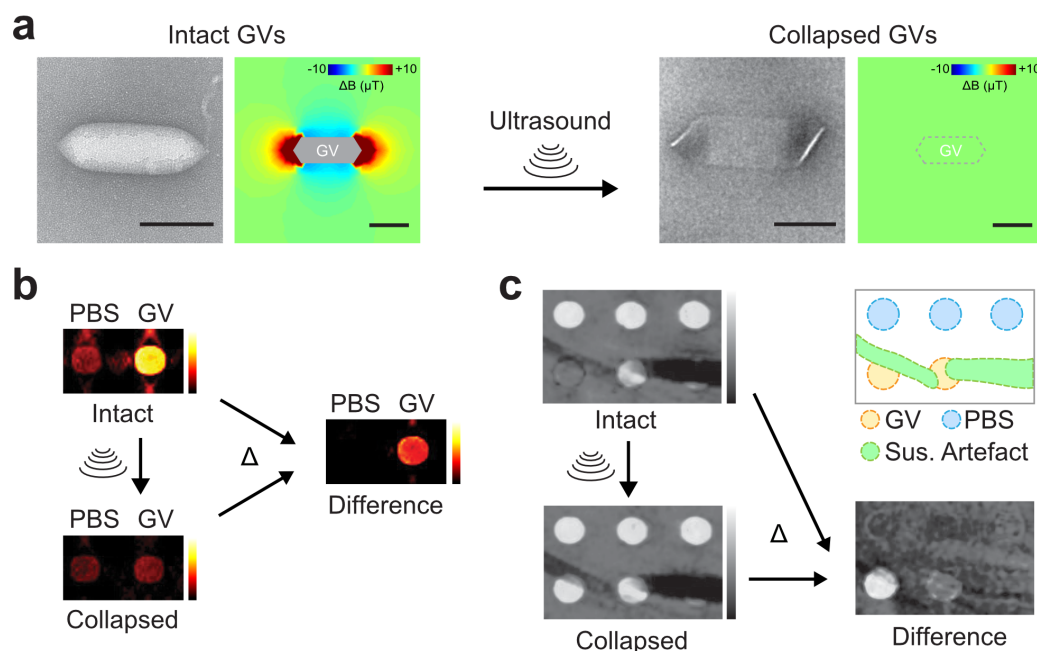 a
Intact GVs
Collapsed GVs
-10 +10
ΔB (µT)
GV
Ultrasound
-10 +10
ΔB (µT)
GV
b
PBS GV
Intact
PBS GV
Collapsed
Δ
PBS GV
Difference
c
Intact
Collapsed
Δ
GV PBS
Sus. Artefact
Difference